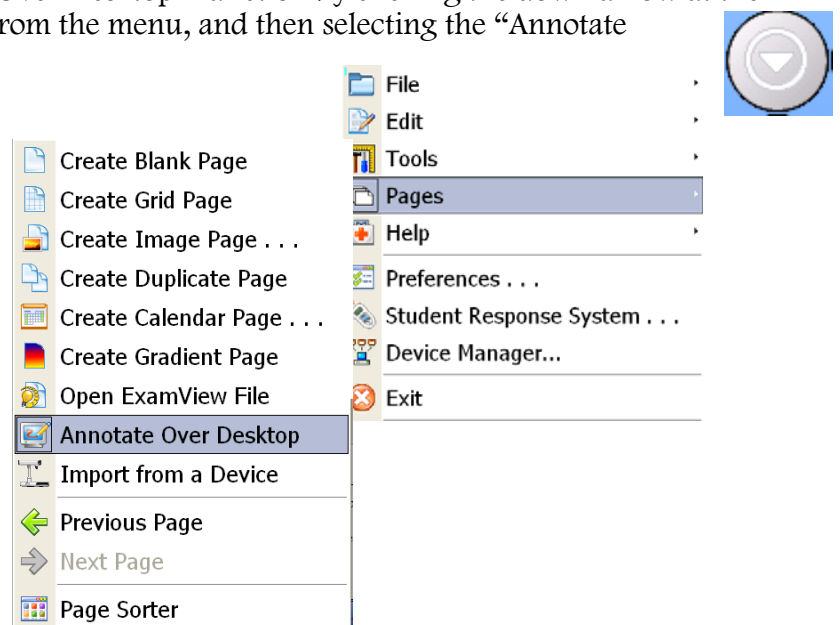 from the menu, and then selecting the "Annotate
File
Edit
Tools
Pages
Help
Preferences . . .
Student Response System . . .
Device Manager...
Exit
Create Blank Page
Create Grid Page
Create Image Page . . .
Create Duplicate Page
Create Calendar Page . . .
Create Gradient Page
Open ExamView File
Annotate Over Desktop
Import from a Device
Previous Page
Next Page
Page Sorter